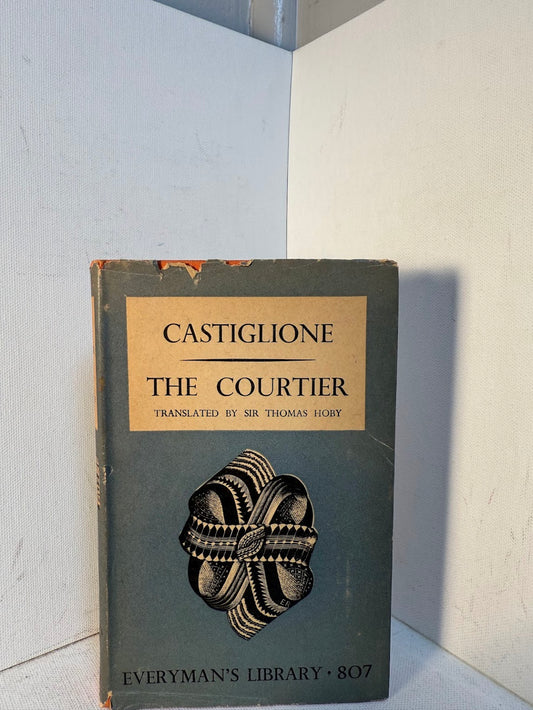 CASTIGLIONE
THE COURTIER
TRANSLATED BY SIR THOMAS HOBY
EVERYMAN'S LIBRARY · 807